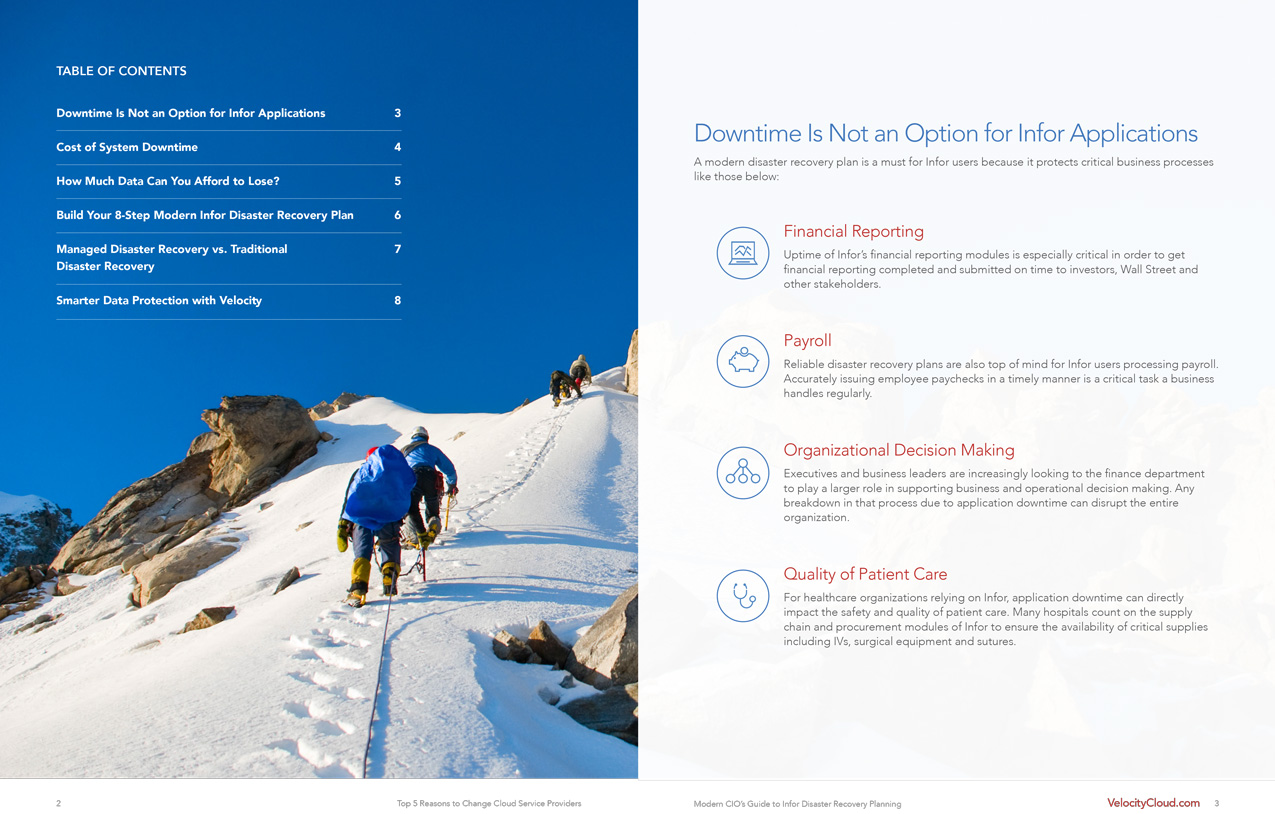 TABLE OF CONTENTS
Downtime Is Not an Option for Infor Applications 3
Cost of System Downtime 4
How Much Data Can You Afford to Lose? 5
Build Your 8-Step Modern Infor Disaster Recovery Plan 6
Managed Disaster Recovery vs. Traditional 7
Disaster Recovery
Smarter Data Protection with Velocity 8
2
Top 5 Reasons to Change Cloud Service Providers
Downtime Is Not an Option for Infor Applications
A modern disaster recovery plan is a must for Infor users because it protects critical business processes
like those below:
Financial Reporting
Uptime of Infor's financial reporting modules is especially critical in order to get
financial reporting completed and submitted on time to investors, Wall Street and
other stakeholders.
Payroll
Reliable disaster recovery plans are also top of mind for Infor users processing payroll.
Accurately issuing employee paychecks in a timely manner is a critical task a business
handles regularly.
Organizational Decision Making
Executives and business leaders are increasingly looking to the finance department
to play a larger role in supporting business and operational decision making. Any
breakdown in that process due to application downtime can disrupt the entire
organization.
Quality of Patient Care
For healthcare organizations relying on Infor, application downtime can directly
impact the safety and quality of patient care. Many hospitals count on the supply
chain and procurement modules of Infor to ensure the availability of critical supplies
including IVs, surgical equipment and sutures.
Modern CIO's Guide to Infor Disaster Recovery Planning
VelocityCloud.com 3